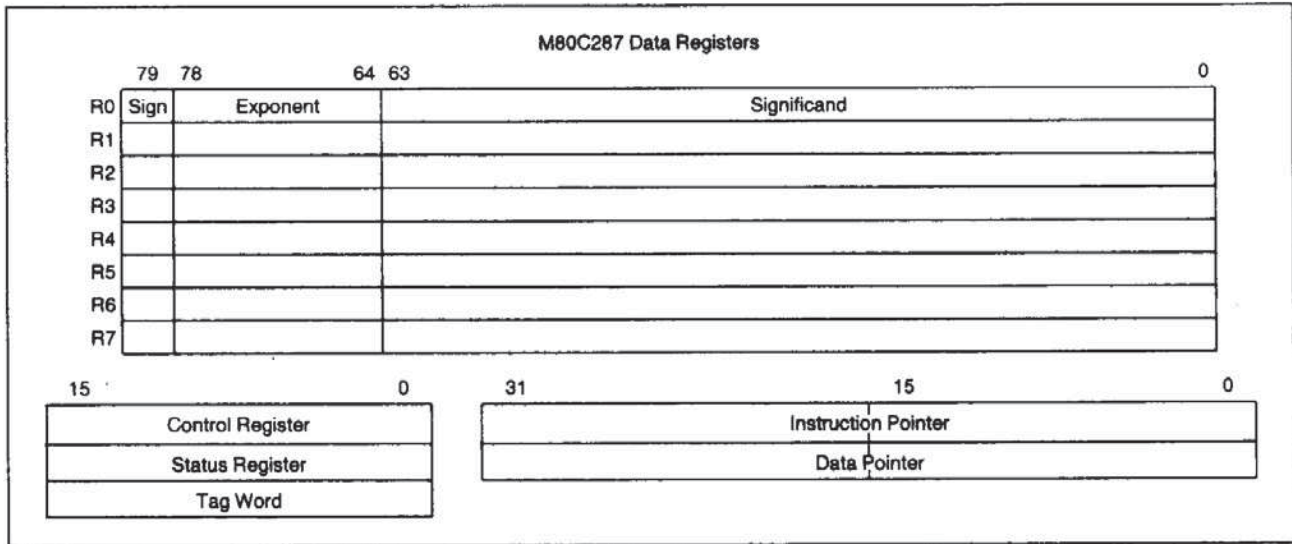 M80C287 Data Registers
79 78 64 63 0
R0 Sign Exponent Significand
R1
R2
R3
R4
R5
R6
R7
15 0 31 15 0
Control Register Instruction Pointer
Status Register Data Pointer
Tag Word